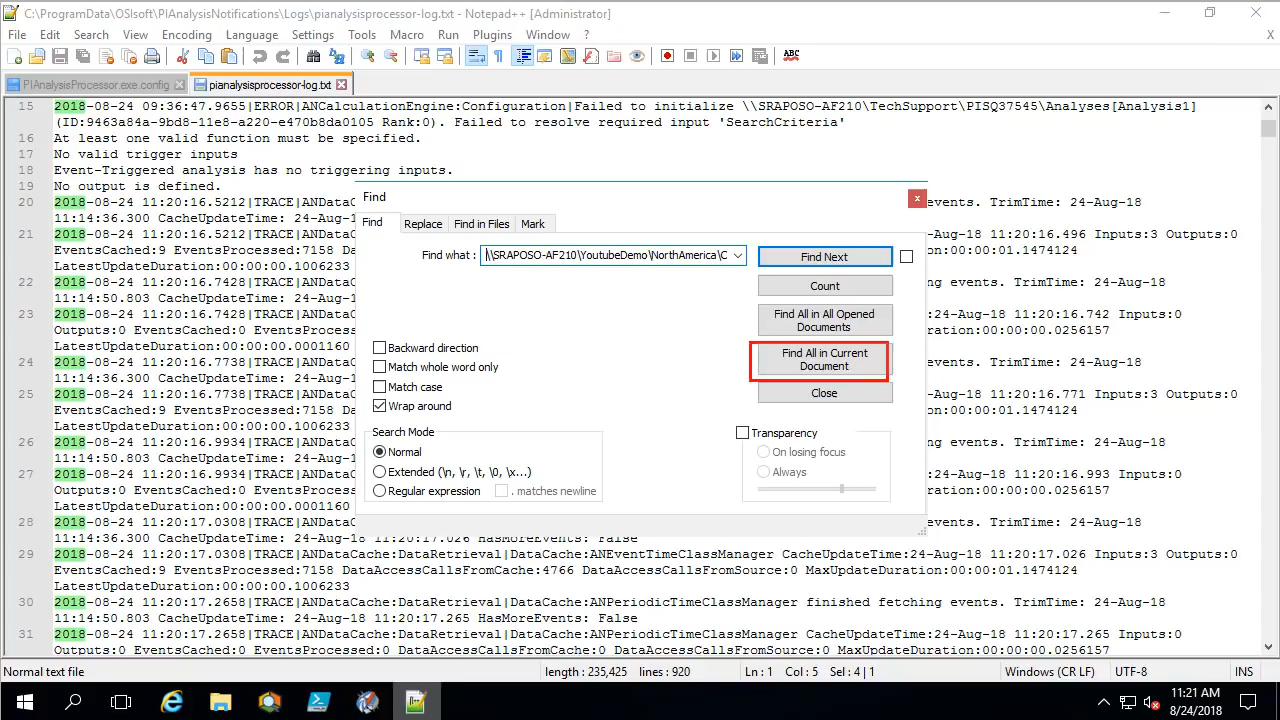 C:\ProgramData\OSIsoft\PIAnalysisNotifications\Logs\pianalysisprocessor-log.txt - Notepad++ [Administrator]
File Edit Search View Encoding Language Settings Tools Macro Run Plugins Window ? X
PIAnalysisProcessor.exe.config pianalysisprocessor-log.txt
15 2018-08-24 09:36:47.9655|ERROR|ANCalculationEngine:Configuration|Failed to initialize \\SRAPOSO-AF210\TechSupport\PISQ37545\Analyses[Analysis1]
(ID:9463a84a-9bd8-11e8-a220-e470b8da0105 Rank:0). Failed to resolve required input 'SearchCriteria'
16 At least one valid function must be specified.
17 No valid trigger inputs
18 Event-Triggered analysis has no triggering inputs.
19 No output is defined.
20 2018-08-24 11:20:16.5212|TRACE|ANDataC events. TrimTime: 24-Aug-18
11:14:36.300 CacheUpdateTime: 24-Aug-
21 2018-08-24 11:20:16.5212|TRACE|ANDataC Aug-18 11:20:16.496 Inputs:3 Outputs:0
EventsCached:9 EventsProcessed:7158 Da tion:00:00:01.1474124
LatestUpdateDuration:00:00:00.1006233
22 2018-08-24 11:20:16.7428|TRACE|ANDataC ng events. TrimTime: 24-Aug-18
11:14:50.803 CacheUpdateTime: 24-Aug-1
23 2018-08-24 11:20:16.7428|TRACE|ANDataC 4-Aug-18 11:20:16.742 Inputs:0
Outputs:0 EventsCached:0 EventsProcess ration:00:00:00.0256157
LatestUpdateDuration:00:00:00.0001160
24 2018-08-24 11:20:16.7738|TRACE|ANDataC events. TrimTime: 24-Aug-18
11:14:36.300 CacheUpdateTime: 24-Aug-1
25 2018-08-24 11:20:16.7738|TRACE|ANDataC Aug-18 11:20:16.771 Inputs:3 Outputs:0
EventsCached:9 EventsProcessed:7158 Da tion:00:00:01.1474124
LatestUpdateDuration:00:00:00.1006233
26 2018-08-24 11:20:16.9934|TRACE|ANDataC ng events. TrimTime: 24-Aug-18
11:14:50.803 CacheUpdateTime: 24-Aug-1
27 2018-08-24 11:20:16.9934|TRACE|ANDataC 4-Aug-18 11:20:16.993 Inputs:0
Outputs:0 EventsCached:0 EventsProcess ration:00:00:00.0256157
LatestUpdateDuration:00:00:00.0001160
28 2018-08-24 11:20:17.0308|TRACE|ANDataC events. TrimTime: 24-Aug-18
11:14:36.300 CacheUpdateTime: 24-Aug-18 11:20:17.026 HasMoreEvents: False
29 2018-08-24 11:20:17.0308|TRACE|ANDataCache:DataRetrieval|DataCache:ANEventTimeClassManager CacheUpdateTime:24-Aug-18 11:20:17.026 Inputs:3 Outputs:0
EventsCached:9 EventsProcessed:7158 DataAccessCallsFromCache:4766 DataAccessCallsFromSource:0 MaxUpdateDuration:00:00:01.1474124
LatestUpdateDuration:00:00:00.1006233
30 2018-08-24 11:20:17.2658|TRACE|ANDataCache:DataRetrieval|DataCache:ANPeriodicTimeClassManager finished fetching events. TrimTime: 24-Aug-18
11:14:50.803 CacheUpdateTime: 24-Aug-18 11:20:17.265 HasMoreEvents: False
31 2018-08-24 11:20:17.2658|TRACE|ANDataCache:DataRetrieval|DataCache:ANPeriodicTimeClassManager CacheUpdateTime:24-Aug-18 11:20:17.265 Inputs:0
Outputs:0 EventsCached:0 EventsProcessed:0 DataAccessCallsFromCache:0 DataAccessCallsFromSource:0 MaxUpdateDuration:00:00:00.0256157
Find
Find Replace Find in Files Mark
Find what : \\SRAPOSO-AF210\YoutubeDemo\NorthAmerica\C
Find Next
Count
Find All in All Opened
Documents
Find All in Current
Document
Close
Backward direction
Match whole word only
Match case
Wrap around
Search Mode
Normal
Extended (\n, \r, \t, \0, \x...)
Regular expression . matches newline
Transparency
On losing focus
Always
Normal text file length : 235,425 lines : 920 Ln : 1 Col : 5 Sel : 4 | 1 Windows (CR LF) UTF-8 INS
11:21 AM
8/24/2018